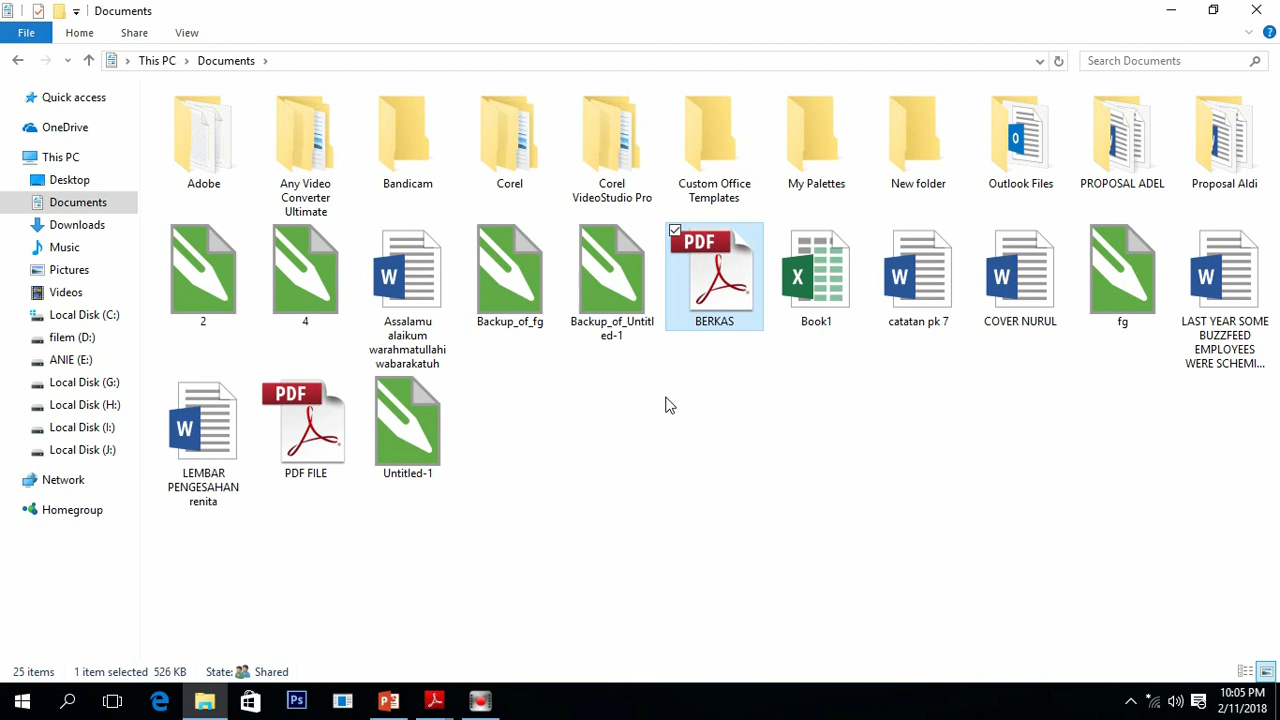 Documents
File Home Share View
This PC Documents Search Documents
Quick access
OneDrive
This PC
Desktop
Documents
Downloads
Music
Pictures
Videos
Local Disk (C:)
filem (D:)
ANIE (E:)
Local Disk (G:)
Local Disk (H:)
Local Disk (I:)
Local Disk (J:)
Network
Homegroup
Adobe
Any Video
Converter
Ultimate
Bandicam
Corel
Corel
VideoStudio Pro
Custom Office
Templates
My Palettes
New folder
Outlook Files
PROPOSAL ADEL
Proposal Aldi
2
4
Assalamu
alaikum
warahmatullahi
wabarakatuh
Backup_of_fg
Backup_of_Untitl
ed-1
PDF
BERKAS
Book1
catatan pk 7
COVER NURUL
fg
LAST YEAR SOME
BUZZFEED
EMPLOYEES
WERE SCHEMI...
LEMBAR
PENGESAHAN
renita
PDF
PDF FILE
Untitled-1
25 items 1 item selected 526 KB State: Shared
10:05 PM
2/11/2018